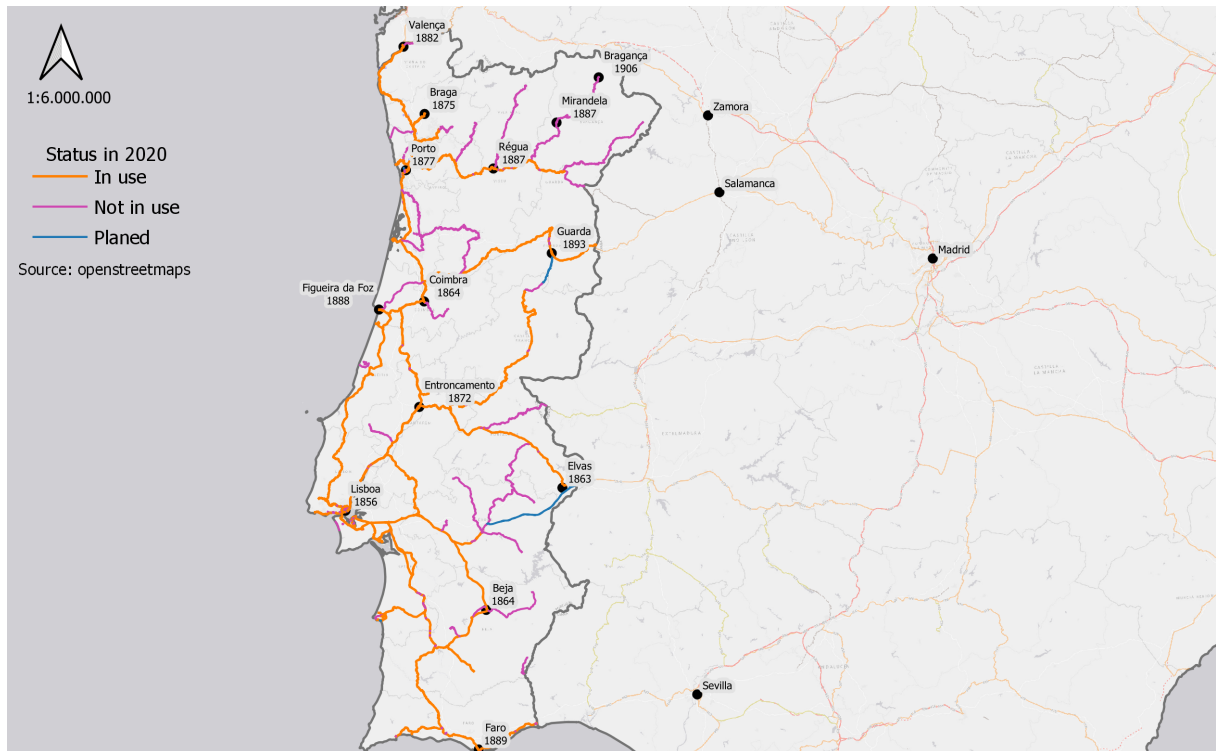 1:6.000.000
Status in 2020
In use
Not in use
Planed
Source: openstreetmaps
Valença
1882
Bragança
1906
Braga
1875
Mirandela
1887
Zamora
Porto
1877
Régua
1887
Salamanca
Guarda
1893
Madrid
Coimbra
1864
Figueira da Foz
1888
Entroncamento
1872
Elvas
1863
Lisboa
1856
Beja
1864
Sevilla
Faro
1889